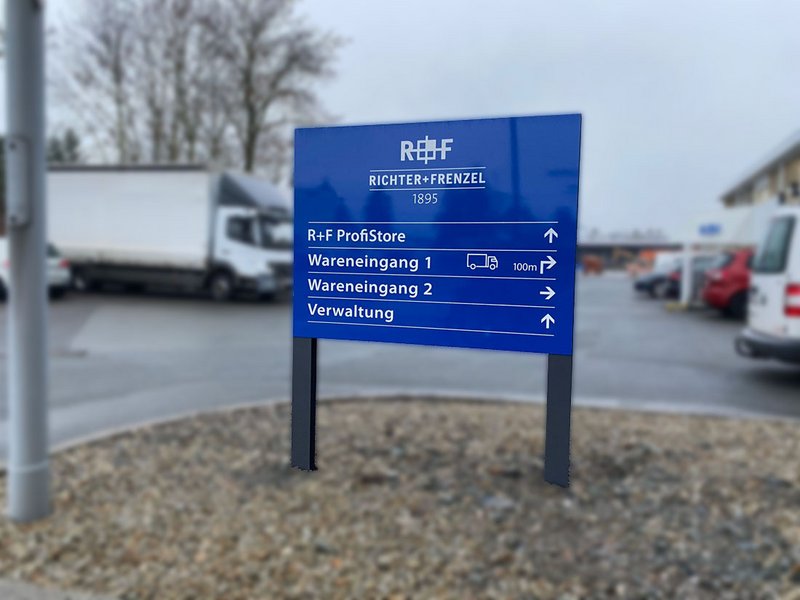 R+F
RICHTER+FRENZEL
1895
R+F ProfiStore ↑
Wareneingang 1 100m ↱
Wareneingang 2 →
Verwaltung ↑